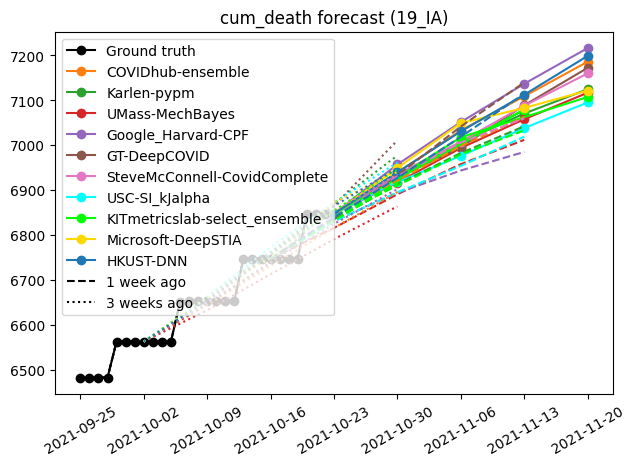 cum_death forecast (19_IA)
7200
7100
7000
6900
6800
6700
6600
6500
Ground truth
COVIDhub-ensemble
Karlen-pypm
UMass-MechBayes
Google_Harvard-CPF
GT-DeepCOVID
SteveMcConnell-CovidComplete
USC-SI_kJalpha
KITmetricslab-select_ensemble
Microsoft-DeepSTIA
HKUST-DNN
1 week ago
3 weeks ago
2021-09-25
2021-10-02
2021-10-09
2021-10-16
2021-10-23
2021-10-30
2021-11-06
2021-11-13
2021-11-20